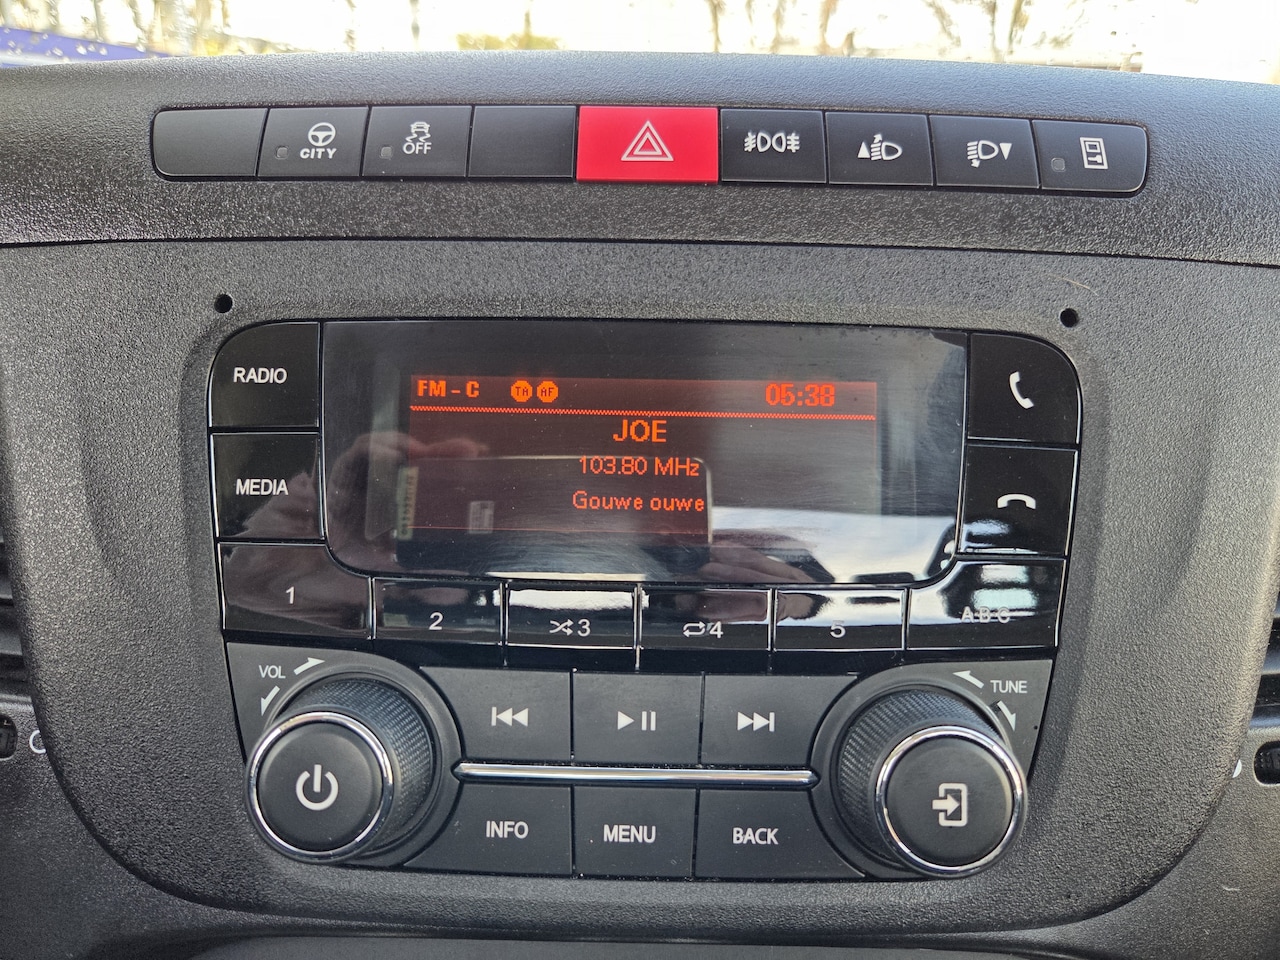 CITY
OFF
RADIO
FM - C TA AF 05:38
JOE
103.80 MHz
MEDIA
Gouwe ouwe
1
2
3
4
5
A-B-C
VOL
TUNE
INFO
MENU
BACK